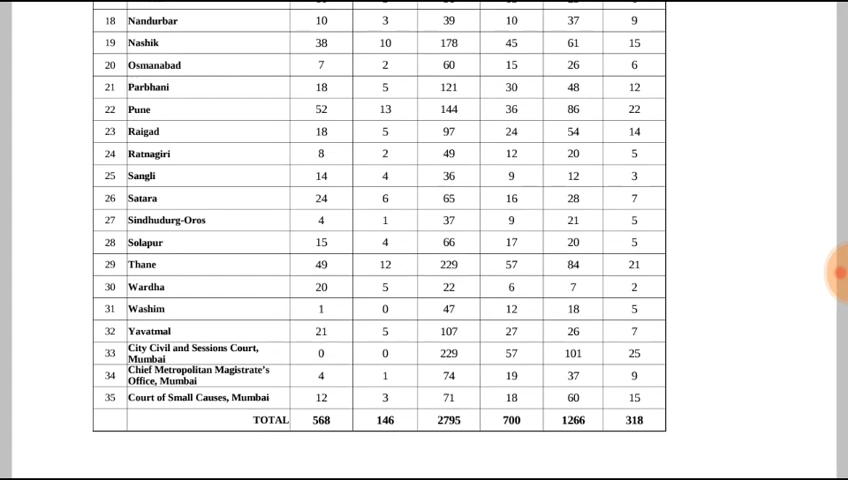 18 Nandurbar 10 3 39 10 37 9
19 Nashik 38 10 178 45 61 15
20 Osmanabad 7 2 60 15 26 6
21 Parbhani 18 5 121 30 48 12
22 Pune 52 13 144 36 86 22
23 Raigad 18 5 97 24 54 14
24 Ratnagiri 8 2 49 12 20 5
25 Sangli 14 4 36 9 12 3
26 Satara 24 6 65 16 28 7
27 Sindhudurg-Oros 4 1 37 9 21 5
28 Solapur 15 4 66 17 20 5
29 Thane 49 12 229 57 84 21
30 Wardha 20 5 22 6 7 2
31 Washim 1 0 47 12 18 5
32 Yavatmal 21 5 107 27 26 7
33 City Civil and Sessions Court,
Mumbai 0 0 229 57 101 25
34 Chief Metropolitan Magistrate's
Office, Mumbai 4 1 74 19 37 9
35 Court of Small Causes, Mumbai 12 3 71 18 60 15
TOTAL 568 146 2795 700 1266 318